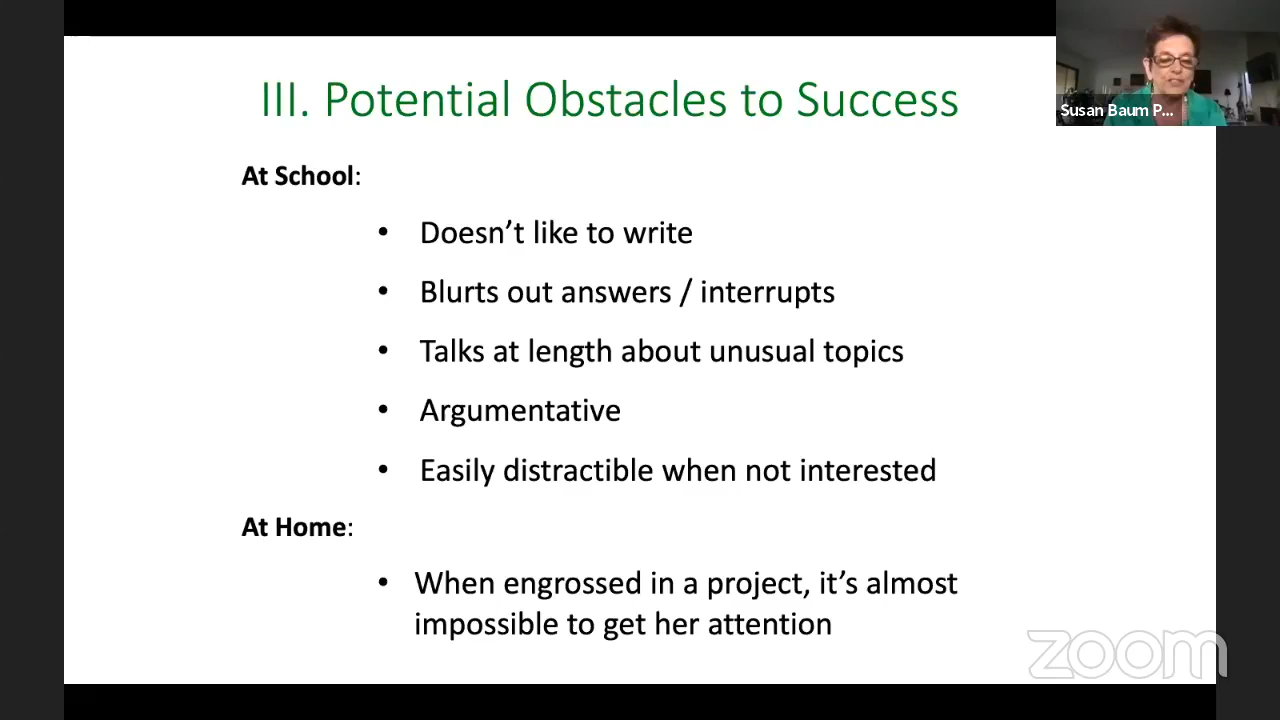 III. Potential Obstacles to Success
Susan Baum P...
At School:
• Doesn’t like to write
• Blurts out answers / interrupts
• Talks at length about unusual topics
• Argumentative
• Easily distractible when not interested
At Home:
• When engrossed in a project, it’s almost
impossible to get her attention
zoom